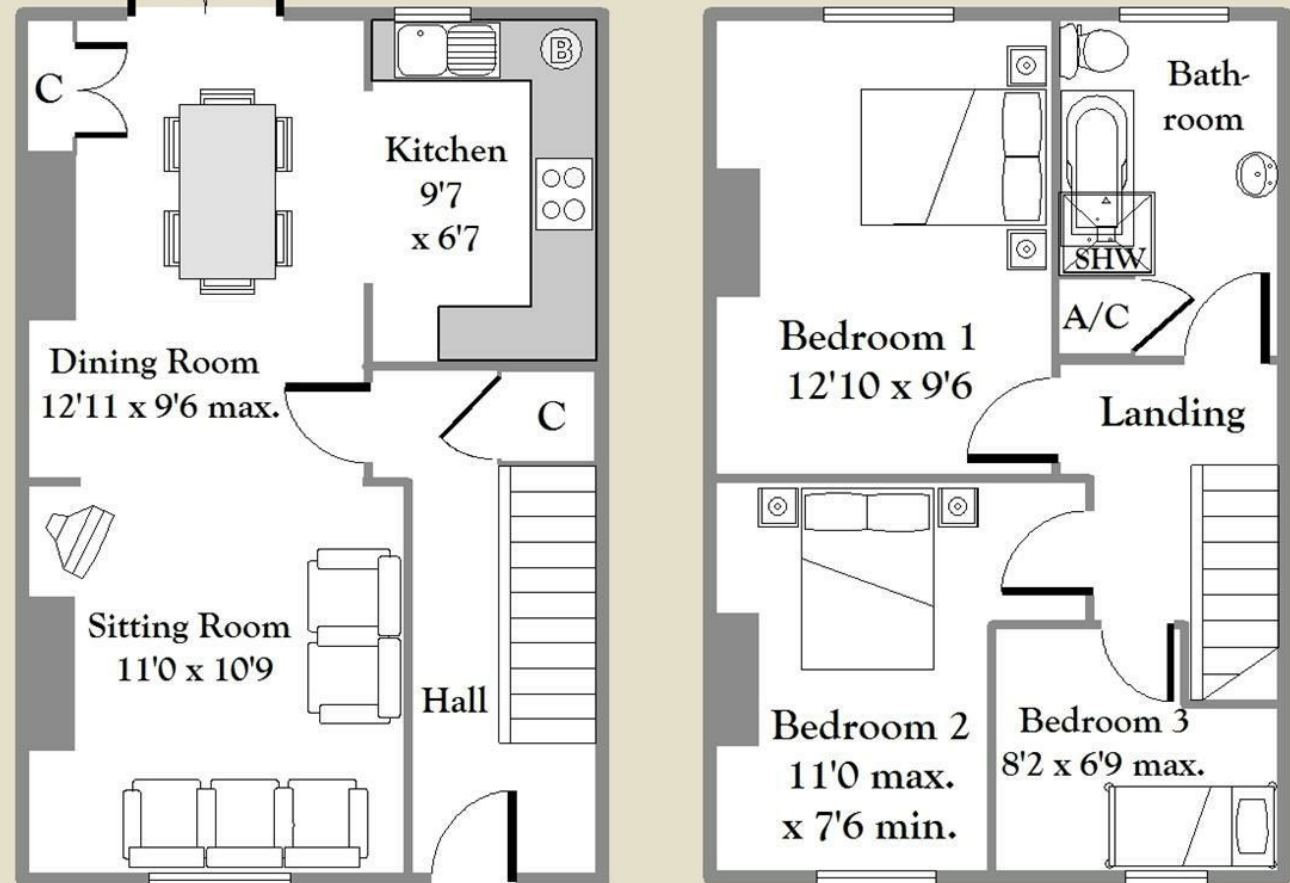 C
B
Kitchen
9'7
x 6'7
Dining Room
12'11 x 9'6 max.
C
Sitting Room
11'0 x 10'9
Hall
Bath-
room
SHW
A/C
Bedroom 1
12'10 x 9'6
Landing
Bedroom 2
11'0 max.
x 7'6 min.
Bedroom 3
8'2 x 6'9 max.